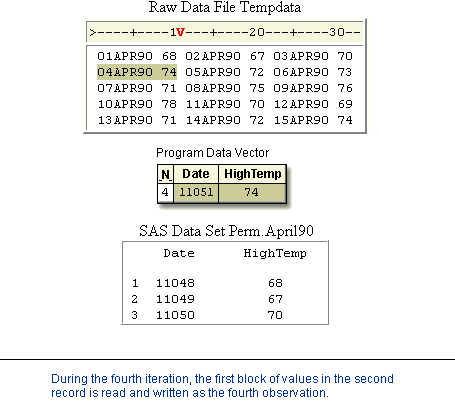 Raw Data File Tempdata
>----+----1V---+----20---+----30--
01APR90 68 02APR90 67 03APR90 70
04APR90 74 05APR90 72 06APR90 73
07APR90 71 08APR90 75 09APR90 76
10APR90 78 11APR90 70 12APR90 69
13APR90 71 14APR90 72 15APR90 74
Program Data Vector
_N_ Date HighTemp
4 11051 74
SAS Data Set Perm.April90
Date HighTemp
1 11048 68
2 11049 67
3 11050 70
During the fourth iteration, the first block of values in the second
record is read and written as the fourth observation.